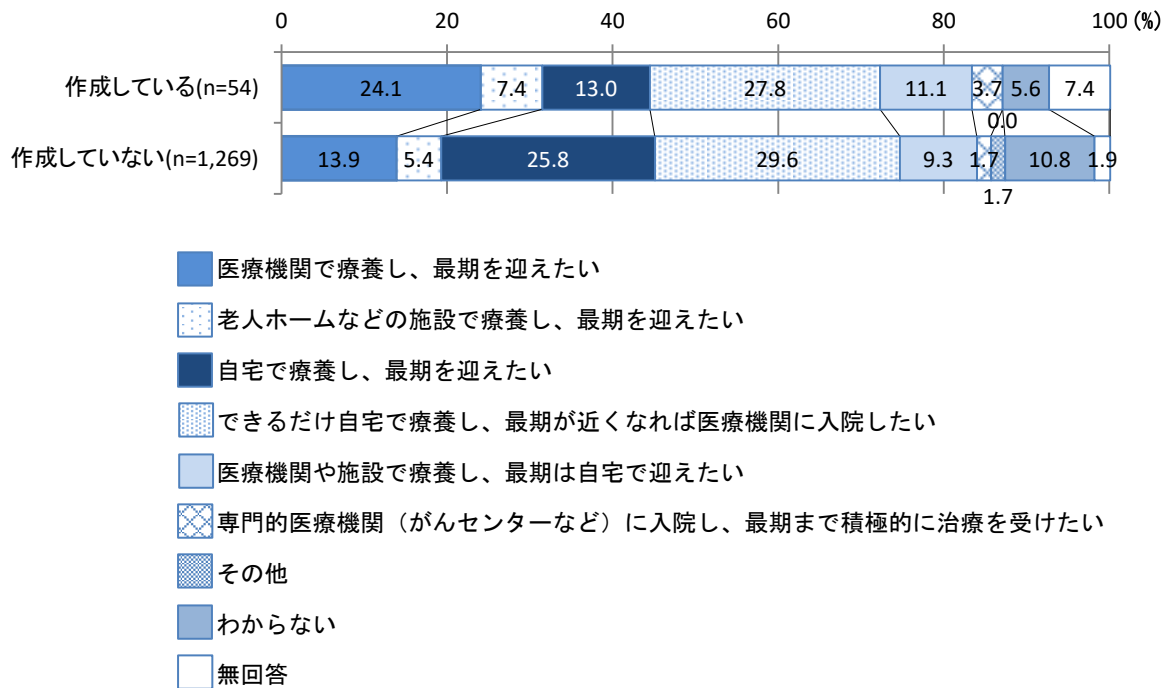 0 20 40 60 80 100 (%)
作成している(n=54) 24.1 7.4 13.0 27.8 11.1 3.7 5.6 7.4
0.0
作成していない(n=1,269) 13.9 5.4 25.8 29.6 9.3 1.7 10.8 1.9
1.7
医療機関で療養し、最期を迎えたい
老人ホームなどの施設で療養し、最期を迎えたい
自宅で療養し、最期を迎えたい
できるだけ自宅で療養し、最期が近くなれば医療機関に入院したい
医療機関や施設で療養し、最期は自宅で迎えたい
専門的医療機関（がんセンターなど）に入院し、最期まで積極的に治療を受けたい
その他
わからない
無回答